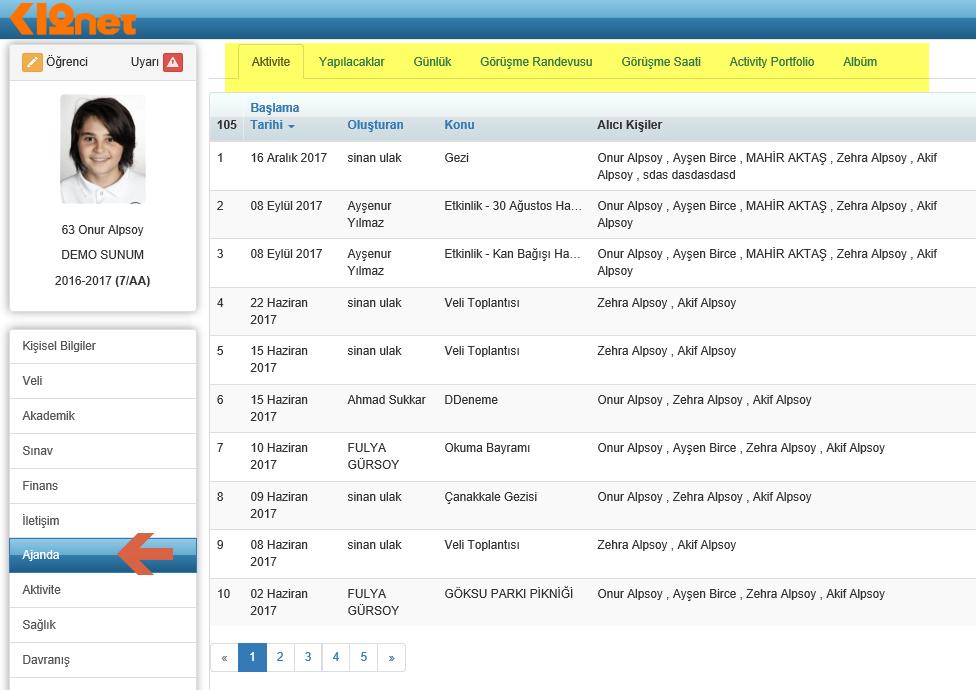 K12net
Öğrenci Uyarı
63 Onur Alpsoy
DEMO SUNUM
2016-2017 (7/AA)
Kişisel Bilgiler
Veli
Akademik
Sınav
Finans
İletişim
Ajanda
Aktivite
Sağlık
Davranış
Aktivite Yapılacaklar Günlük Görüşme Randevusu Görüşme Saati Activity Portfolio Albüm
Başlama
105 Tarihi Oluşturan Konu Alıcı Kişiler
1 16 Aralık 2017 sinan ulak Gezi Onur Alpsoy , Ayşen Birce , MAHİR AKTAŞ , Zehra Alpsoy , Akif
Alpsoy , sdas dasdasdasd
2 08 Eylül 2017 Ayşenur Etkinlik - 30 Ağustos Ha... Onur Alpsoy , Ayşen Birce , MAHİR AKTAŞ , Zehra Alpsoy , Akif
Yılmaz Alpsoy
3 08 Eylül 2017 Ayşenur Etkinlik - Kan Bağışı Ha... Onur Alpsoy , Ayşen Birce , MAHİR AKTAŞ , Zehra Alpsoy , Akif
Yılmaz Alpsoy
4 22 Haziran sinan ulak Veli Toplantısı Zehra Alpsoy , Akif Alpsoy
2017
5 15 Haziran sinan ulak Veli Toplantısı Zehra Alpsoy , Akif Alpsoy
2017
6 15 Haziran Ahmad Sukkar DDeneme Onur Alpsoy , Zehra Alpsoy , Akif Alpsoy
2017
7 10 Haziran FULYA Okuma Bayramı Onur Alpsoy , Ayşen Birce , Zehra Alpsoy , Akif Alpsoy
2017 GÜRSOY
8 09 Haziran sinan ulak Çanakkale Gezisi Onur Alpsoy , Zehra Alpsoy , Akif Alpsoy
2017
9 08 Haziran sinan ulak Veli Toplantısı Zehra Alpsoy , Akif Alpsoy
2017
10 02 Haziran FULYA GÖKSU PARKI PİKNİĞİ Onur Alpsoy , Ayşen Birce , Zehra Alpsoy , Akif Alpsoy
2017 GÜRSOY
« 1 2 3 4 5 »